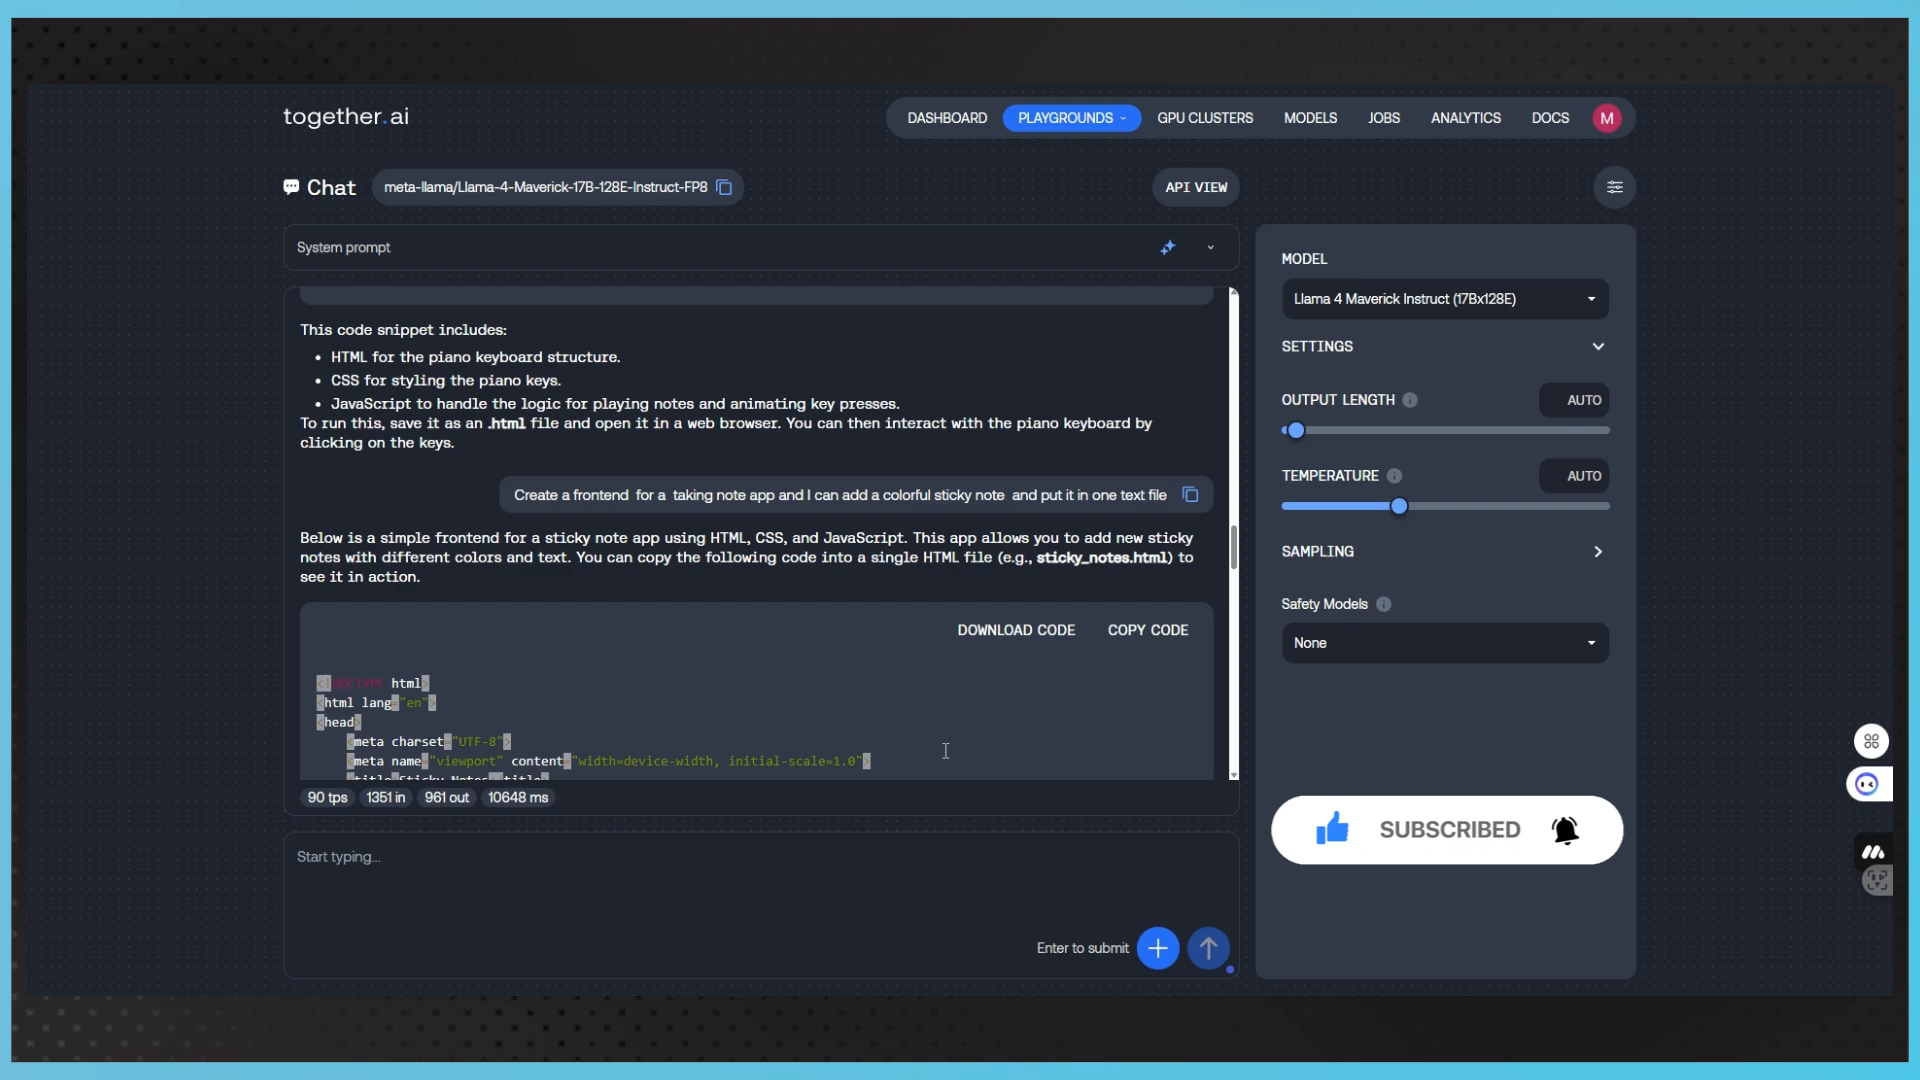 together.ai
DASHBOARD PLAYGROUNDS GPU CLUSTERS MODELS JOBS ANALYTICS DOCS M
Chat meta-llama/Llama-4-Maverick-17B-128E-Instruct-FP8 API VIEW
System prompt
This code snippet includes:
• HTML for the piano keyboard structure.
• CSS for styling the piano keys.
• JavaScript to handle the logic for playing notes and animating key presses.
To run this, save it as an .html file and open it in a web browser. You can then interact with the piano keyboard by
clicking on the keys.
Create a frontend for a taking note app and I can add a colorful sticky note and put it in one text file
Below is a simple frontend for a sticky note app using HTML, CSS, and JavaScript. This app allows you to add new sticky
notes with different colors and text. You can copy the following code into a single HTML file (e.g., sticky_notes.html) to
see it in action.
DOWNLOAD CODE COPY CODE
<!DOCTYPE html>
<html lang="en">
<head>
<meta charset="UTF-8">
<meta name="viewport" content="width=device-width, initial-scale=1.0">
<title>Sticky Notes</title>
90 tps 1351 in 961 out 10648 ms
Start typing...
Enter to submit
MODEL
Llama 4 Maverick Instruct (17Bx128E)
SETTINGS
OUTPUT LENGTH AUTO
TEMPERATURE AUTO
SAMPLING
Safety Models
None
SUBSCRIBED